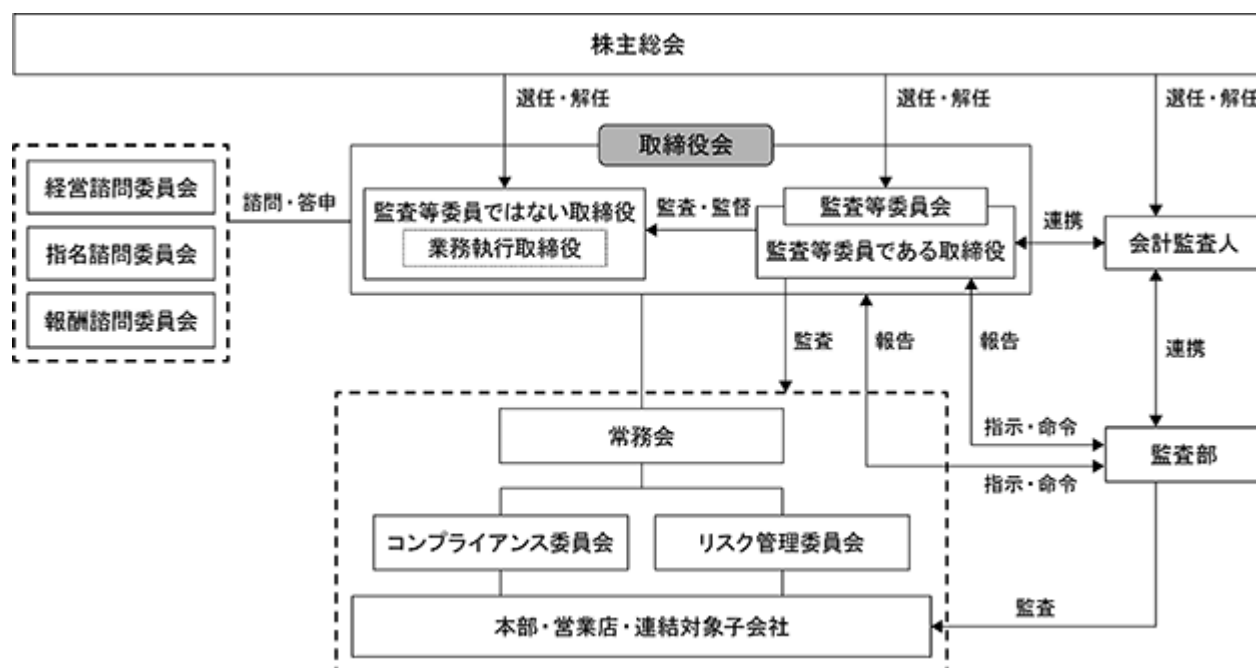 株主総会
選任・解任
選任・解任
選任・解任
取締役会
経営諮問委員会
指名諮問委員会
報酬諮問委員会
諮問・答申
監査等委員ではない取締役
業務執行取締役
監査・監督
監査等委員会
監査等委員である取締役
連携
会計監査人
監査
報告
報告
連携
常務会
指示・命令
指示・命令
監査部
コンプライアンス委員会
リスク管理委員会
本部・営業店・連結対象子会社
監査